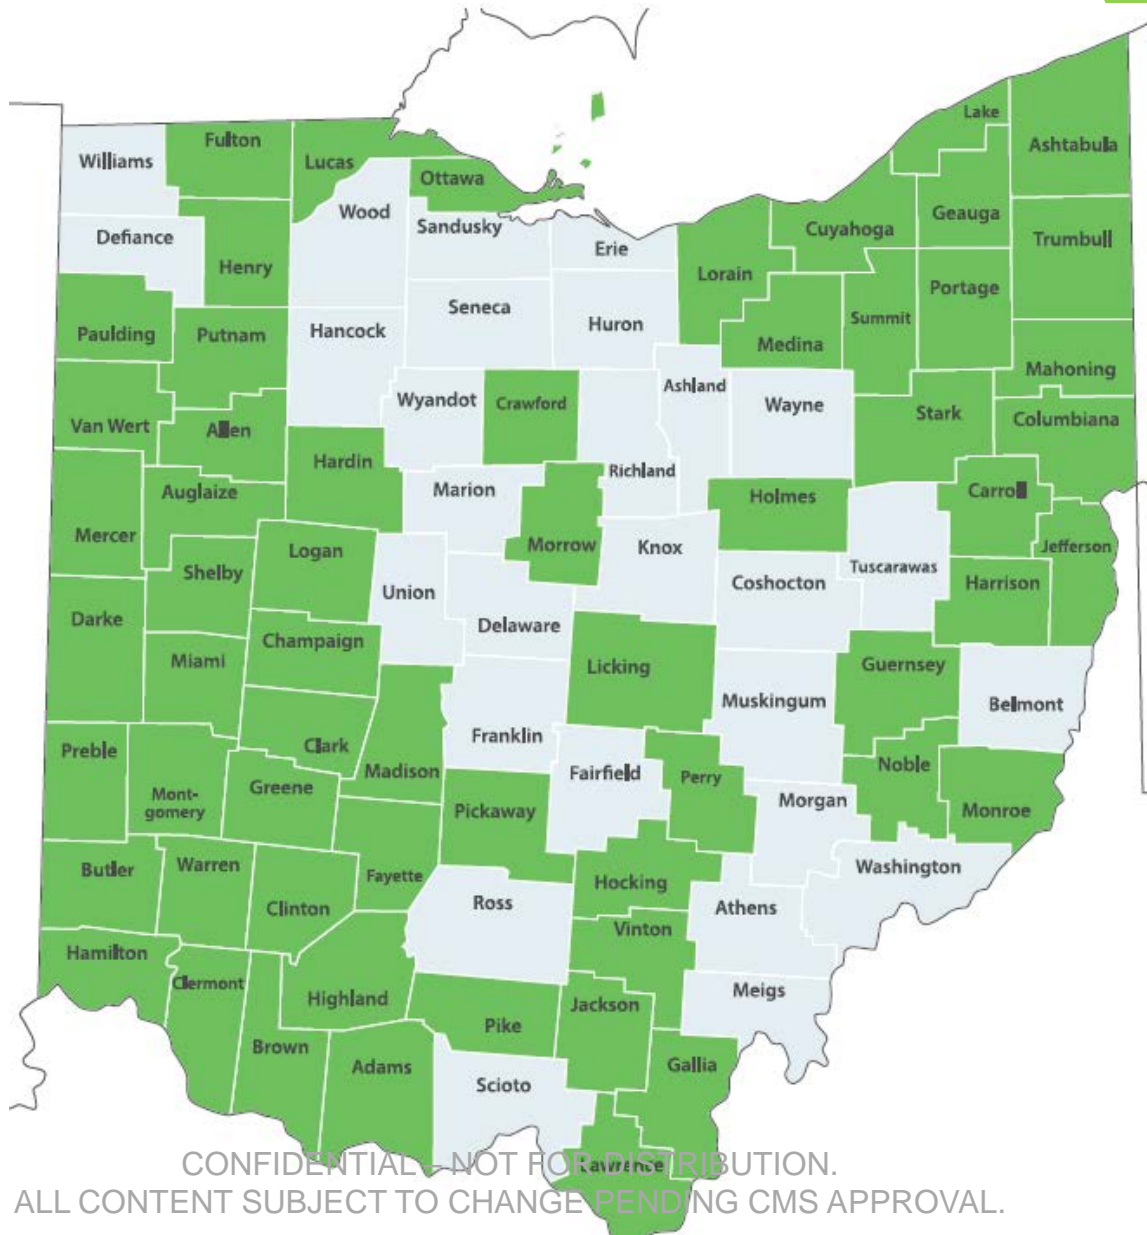 Lake
Ashtabula
Fulton
Williams
Lucas
Ottawa
Wood
Geauga
Sandusky
Cuyahoga
Defiance
Trumbull
Erie
Henry
Lorain
Portage
Seneca
Summit
Huron
Hancock
Paulding
Putnam
Medina
Mahoning
Ashland
Wyandot
Crawford
Wayne
Stark
Columbiana
Van Wert
Allen
Hardin
Richland
Marion
Auglaize
Carroll
Holmes
Mercer
Morrow
Knox
Jefferson
Logan
Shelby
Tuscarawas
Coshocton
Harrison
Union
Darke
Delaware
Champaign
Miami
Licking
Guernsey
Muskingum
Belmont
Franklin
Clark
Preble
Madison
Fairfield
Perry
Noble
Greene
Mont-
gomery
Pickaway
Morgan
Monroe
Butler
Warren
Washington
Fayette
Hocking
Ross
Clinton
Athens
Vinton
Hamilton
Clermont
Meigs
Highland
Jackson
Pike
Brown
Adams
Gallia
Scioto
Lawrence
CONFIDENTIAL – NOT FOR DISTRIBUTION.
ALL CONTENT SUBJECT TO CHANGE PENDING CMS APPROVAL.